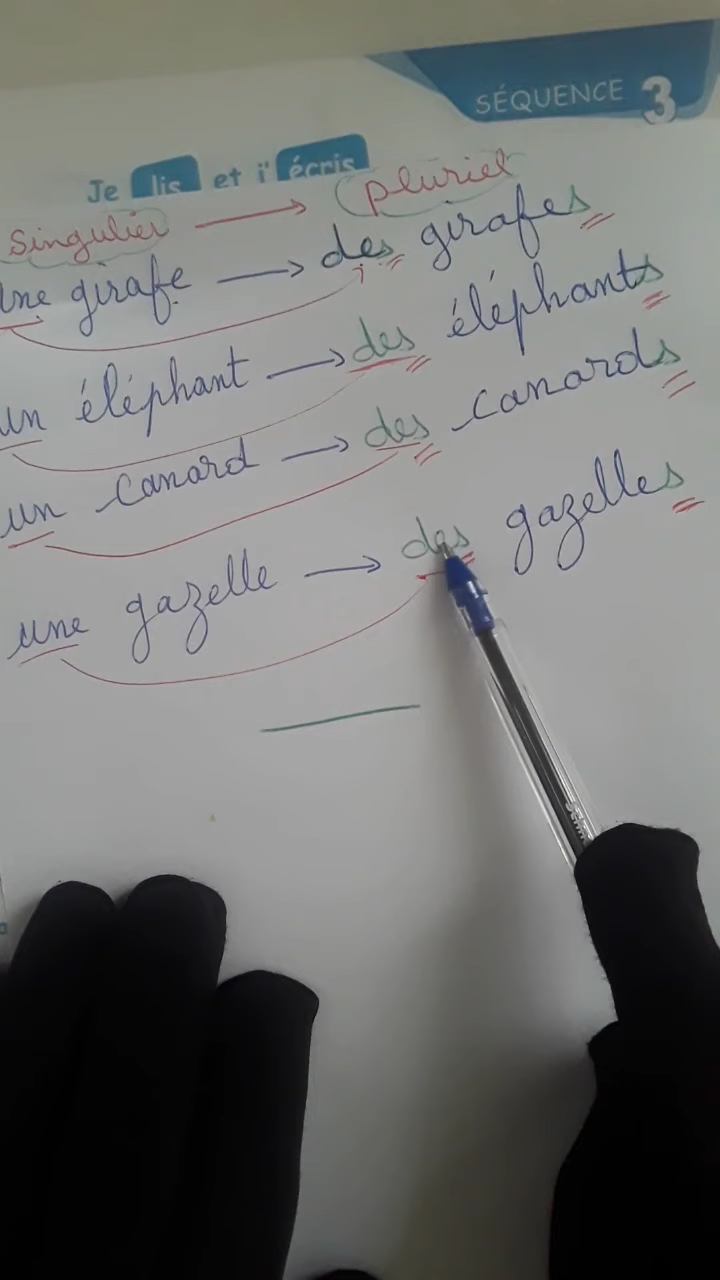 SÉQUENCE 3
Je lis et j'écris
singulier → pluriel
une girafe → des girafes
un éléphant → des éléphants
un canard → des canards
une gazelle → des gazelles